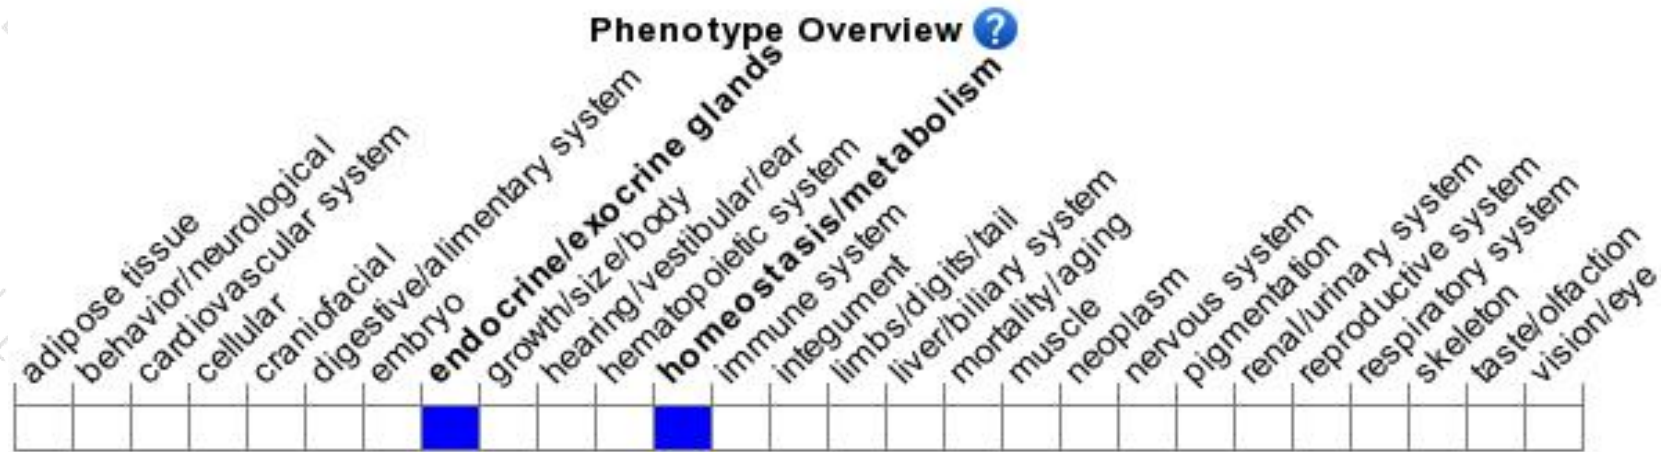 Phenotype Overview ?
adipose tissue
behavior/neurological
cardiovascular system
cellular
craniofacial
digestive/alimentary system
embryo
endocrine/exocrine glands
growth/size/body
hearing/vestibular/ear
hematopoietic system
homeostasis/metabolism
immune system
integument
limbs/digits/tail
liver/biliary system
mortality/aging
muscle
neoplasm
nervous system
pigmentation
renal/urinary system
reproductive system
respiratory system
skeleton
taste/olfaction
vision/eye